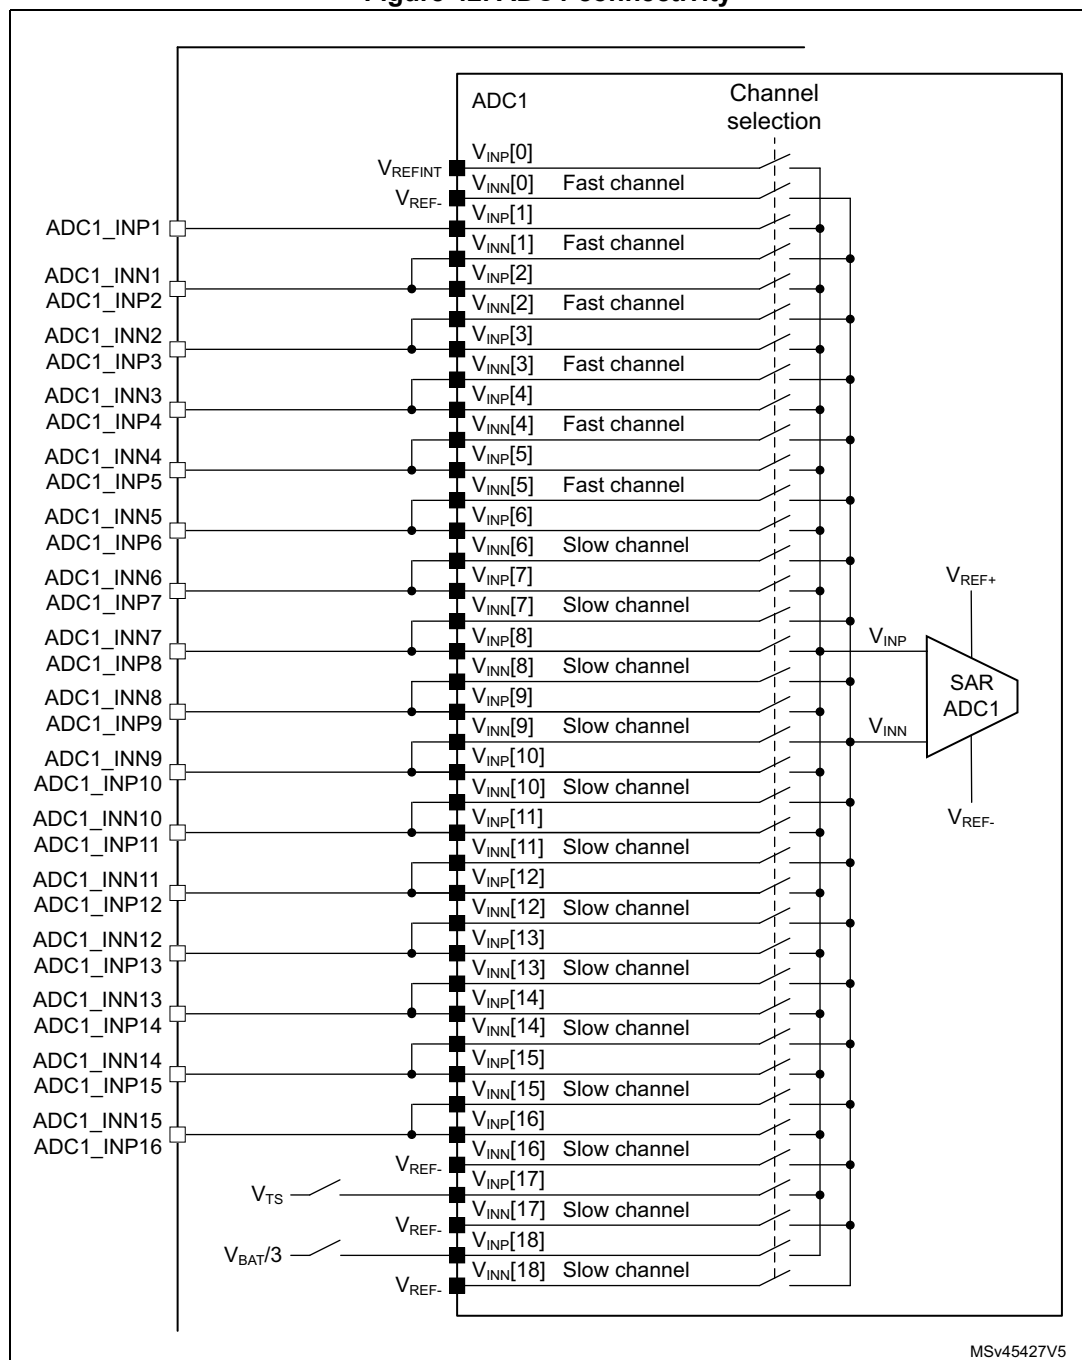 ADC1
Channel
selection
VREFINT
VINP[0]
VREF-
VINN[0] Fast channel
ADC1_INP1
VINP[1]
VINN[1] Fast channel
ADC1_INN1
ADC1_INP2
VINP[2]
VINN[2] Fast channel
ADC1_INN2
ADC1_INP3
VINP[3]
VINN[3] Fast channel
ADC1_INN3
ADC1_INP4
VINP[4]
VINN[4] Fast channel
ADC1_INN4
ADC1_INP5
VINP[5]
VINN[5] Fast channel
ADC1_INN5
ADC1_INP6
VINP[6]
VINN[6] Slow channel
ADC1_INN6
ADC1_INP7
VINP[7]
VINN[7] Slow channel
ADC1_INN7
ADC1_INP8
VINP[8]
VINN[8] Slow channel
ADC1_INN8
ADC1_INP9
VINP[9]
VINN[9] Slow channel
ADC1_INN9
ADC1_INP10
VINP[10]
VINN[10] Slow channel
ADC1_INN10
ADC1_INP11
VINP[11]
VINN[11] Slow channel
ADC1_INN11
ADC1_INP12
VINP[12]
VINN[12] Slow channel
ADC1_INN12
ADC1_INP13
VINP[13]
VINN[13] Slow channel
ADC1_INN13
ADC1_INP14
VINP[14]
VINN[14] Slow channel
ADC1_INN14
ADC1_INP15
VINP[15]
VINN[15] Slow channel
ADC1_INN15
ADC1_INP16
VINP[16]
VREF-
VINN[16] Slow channel
VTS
VINP[17]
VREF-
VINN[17] Slow channel
VBAT/3
VINP[18]
VREF-
VINN[18] Slow channel
VREF+
VINP
SAR
ADC1
VINN
VREF-
MSv45427V5